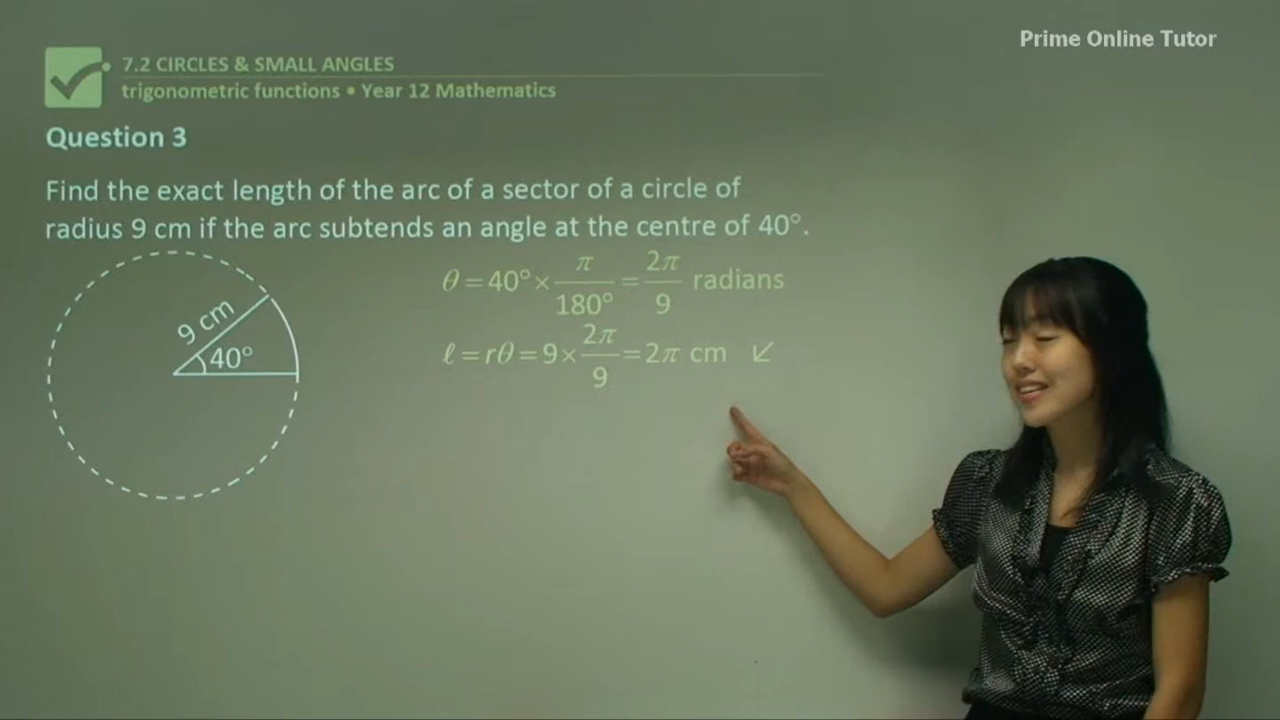 Prime Online Tutor
7.2 CIRCLES & SMALL ANGLES
trigonometric functions • Year 12 Mathematics
Question 3
Find the exact length of the arc of a sector of a circle of
radius 9 cm if the arc subtends an angle at the centre of 40°.
9 cm
40°
θ = 40° × π/180° = 2π/9 radians
ℓ = rθ = 9 × 2π/9 = 2π cm ↙